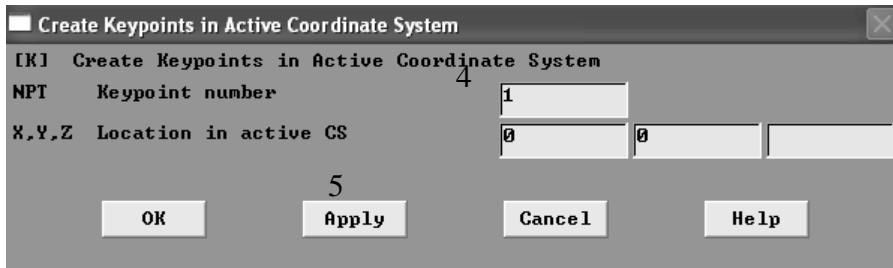 Create Keypoints in Active Coordinate System
[K] Create Keypoints in Active Coordinate System
4
NPT Keypoint number 1
X,Y,Z Location in active CS 0 0
5
OK Apply Cancel Help